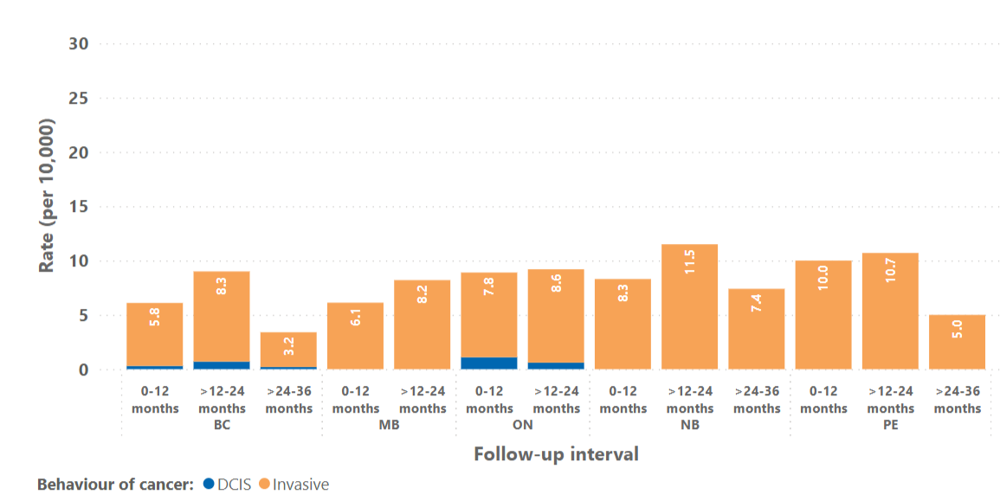 30
25
20
15
10
5
0
Rate (per 10,000)
5.8 8.3 3.2 6.1 8.2 7.8 8.6 8.3 11.5 7.4 10.0 10.7 5.0
0-12 >12-24 >24-36 0-12 >12-24 0-12 >12-24 0-12 >12-24 >24-36 0-12 >12-24 >24-36
months months months months months months months months months months months months months
BC MB ON NB PE
Follow-up interval
Behaviour of cancer: DCIS Invasive